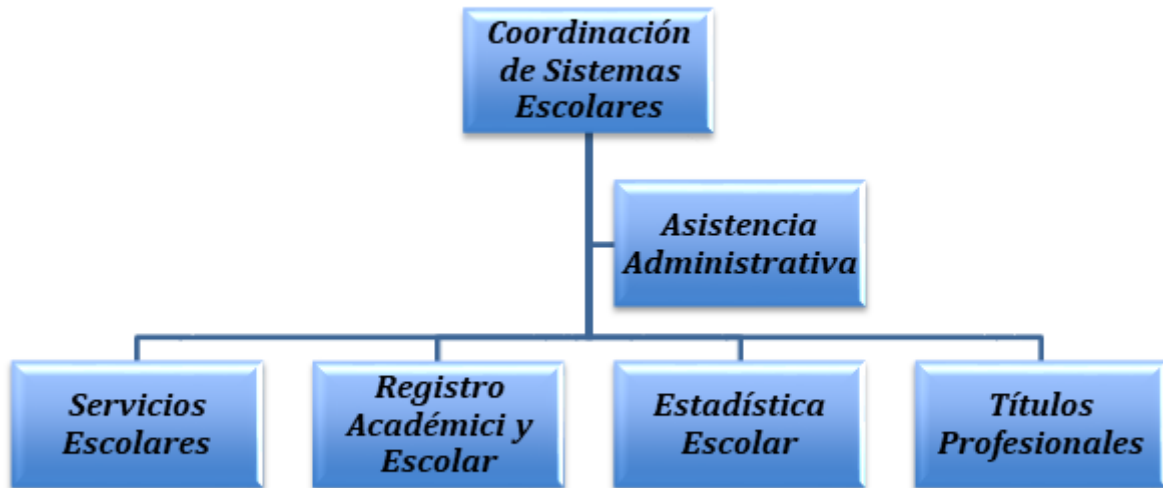 Coordinación
de Sistemas
Escolares
Asistencia
Administrativa
Servicios
Escolares
Registro
Académici y
Escolar
Estadística
Escolar
Títulos
Profesionales